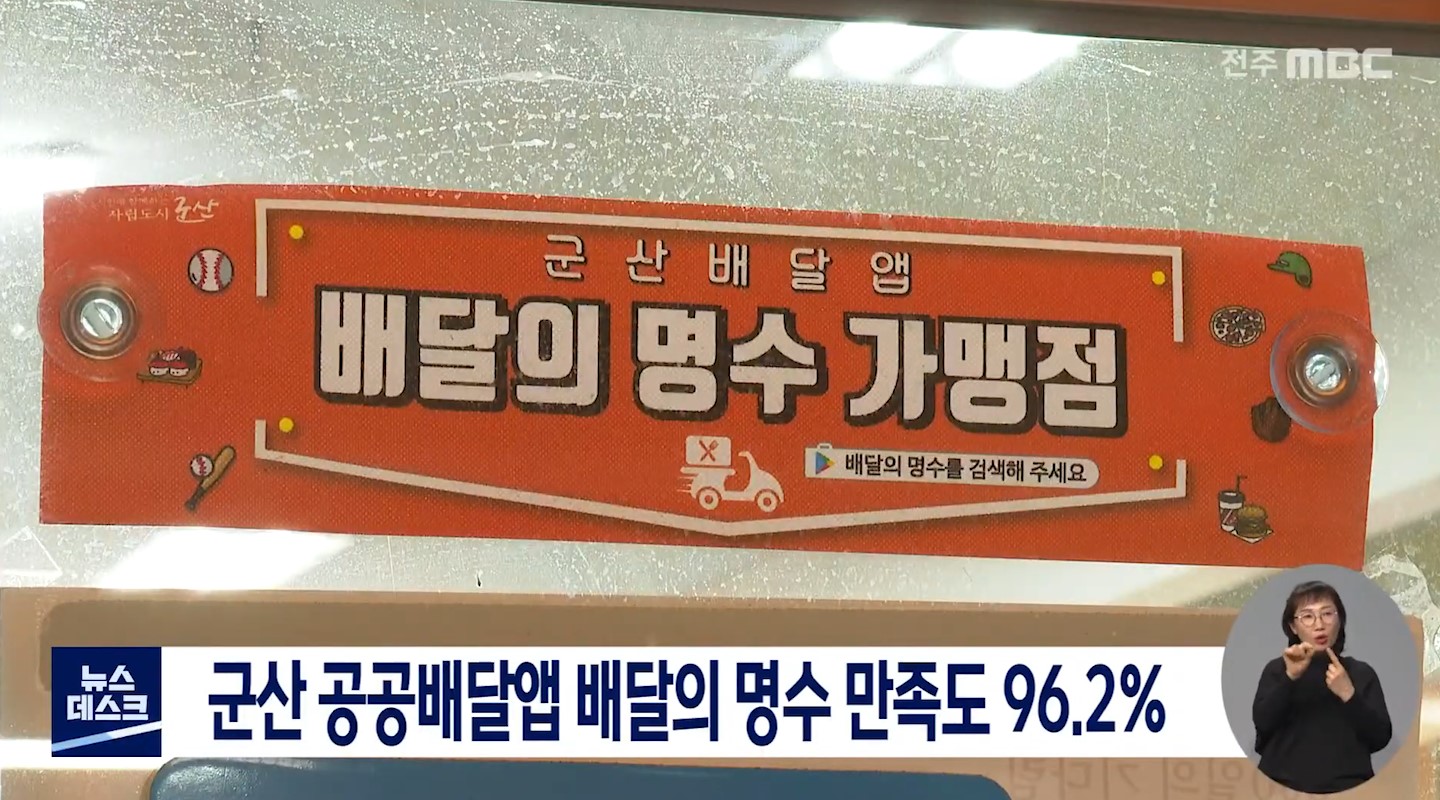 전주 MBC
자립도시 군산
군산배달앱
배달의 명수 가맹점
배달의 명수를 검색해 주세요
뉴스
데스크
군산 공공배달앱 배달의 명수 만족도 96.2%